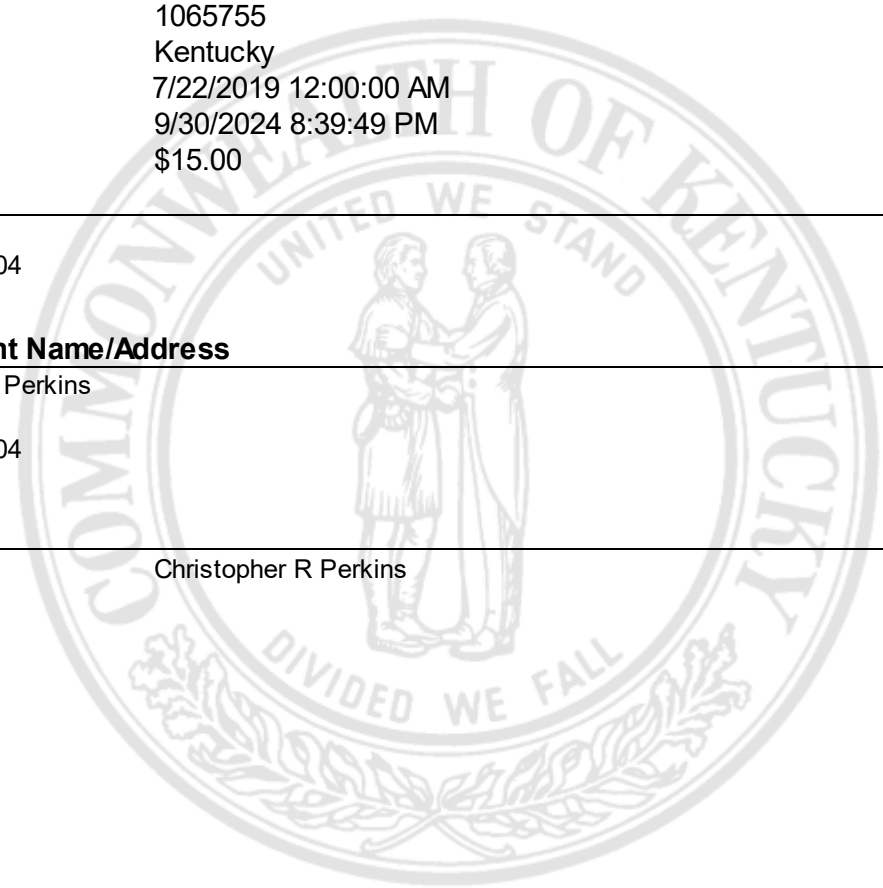 1065755
Kentucky
7/22/2019 12:00:00 AM
9/30/2024 8:39:49 PM
$15.00
04
nt Name/Address
Perkins
04
Christopher R Perkins
COMMONWEALTH OF KENTUCKY
UNITED WE STAND
DIVIDED WE FALL